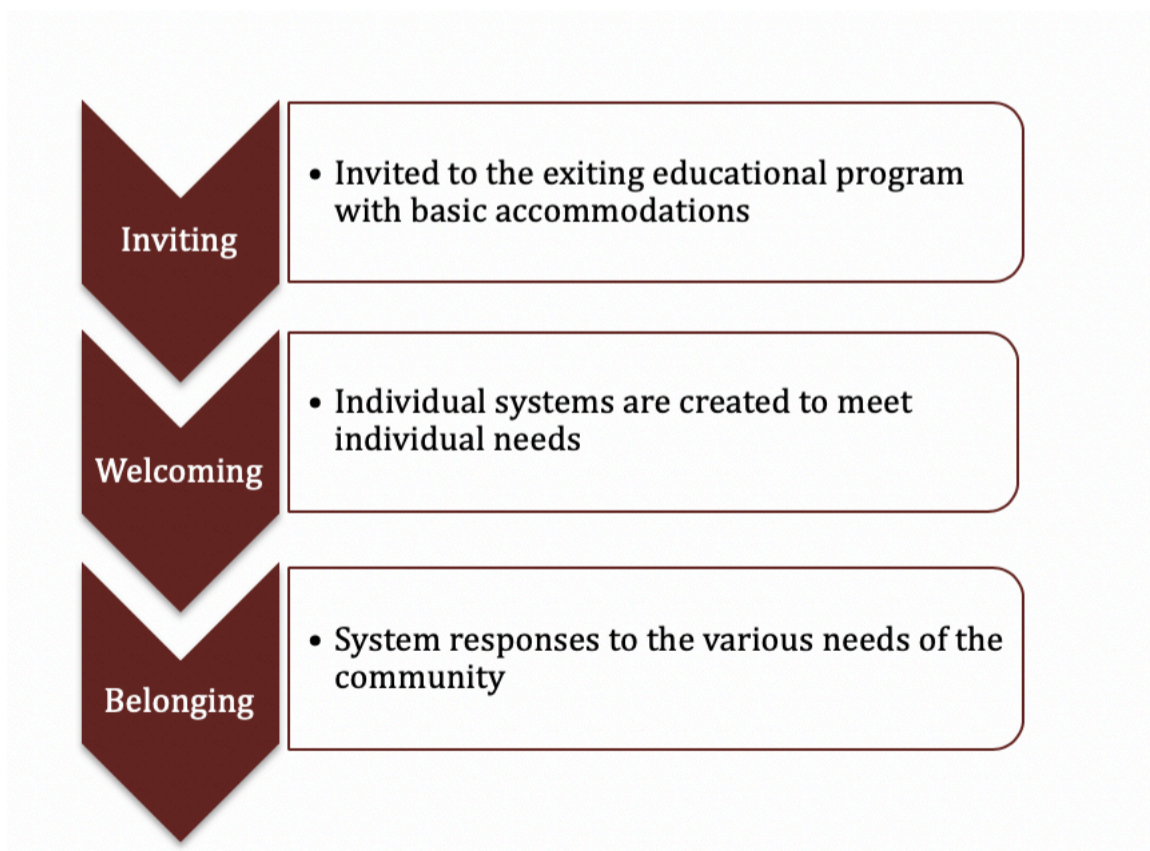 Inviting
• Invited to the exiting educational program
with basic accommodations
Welcoming
• Individual systems are created to meet
individual needs
Belonging
• System responses to the various needs of the
community